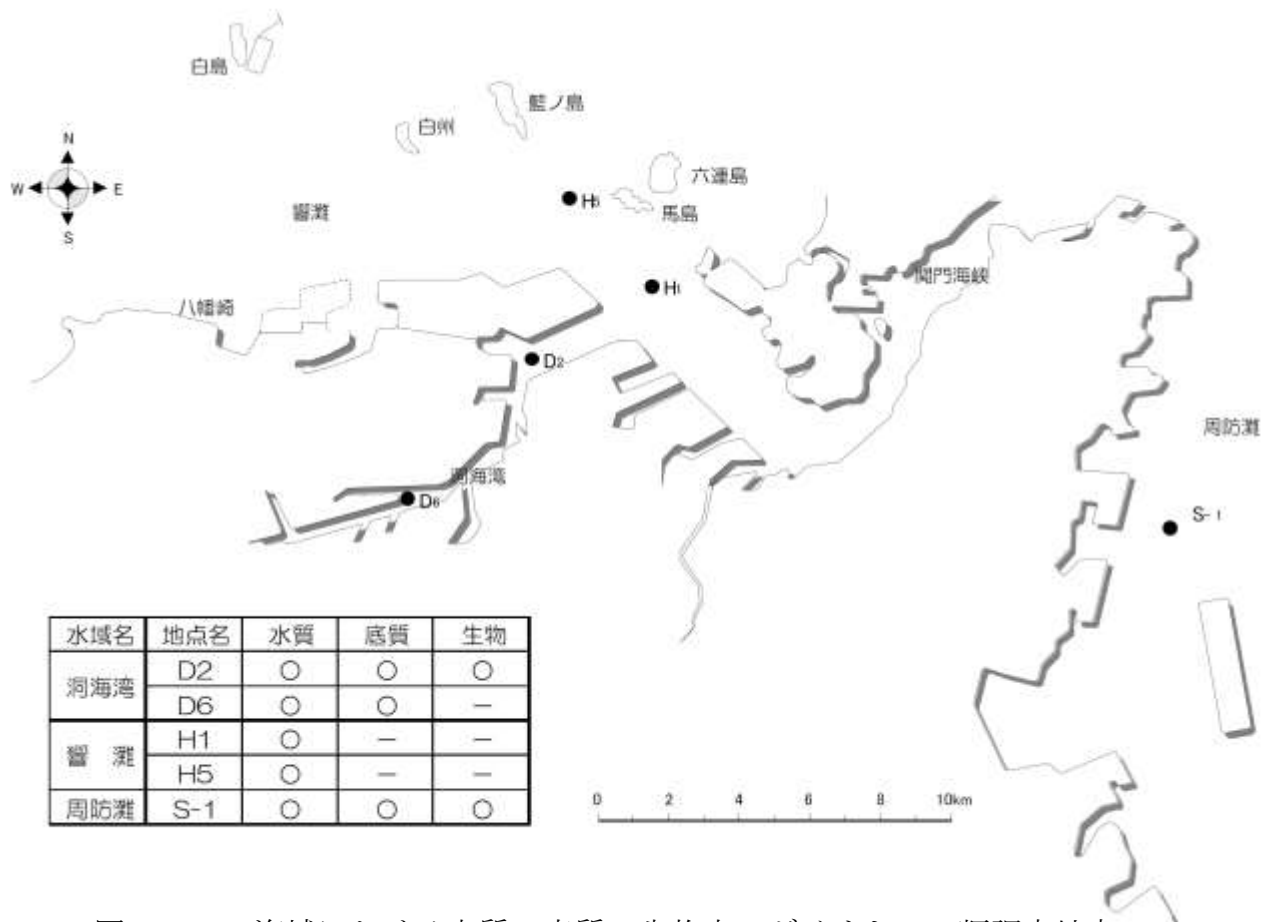 白島
藍ノ島
白州
N
W
E
S
六連島
H5
馬島
響灘
関門海峡
H1
八幡崎
D2
周防灘
洞海湾
D6
S-1
水域名 地点名 水質 底質 生物
洞海湾 D2 ○ ○ ○
D6 ○ ○ －
響 灘 H1 ○ － －
H5 ○ － －
周防灘 S-1 ○ ○ ○
0 2 4 6 8 10km